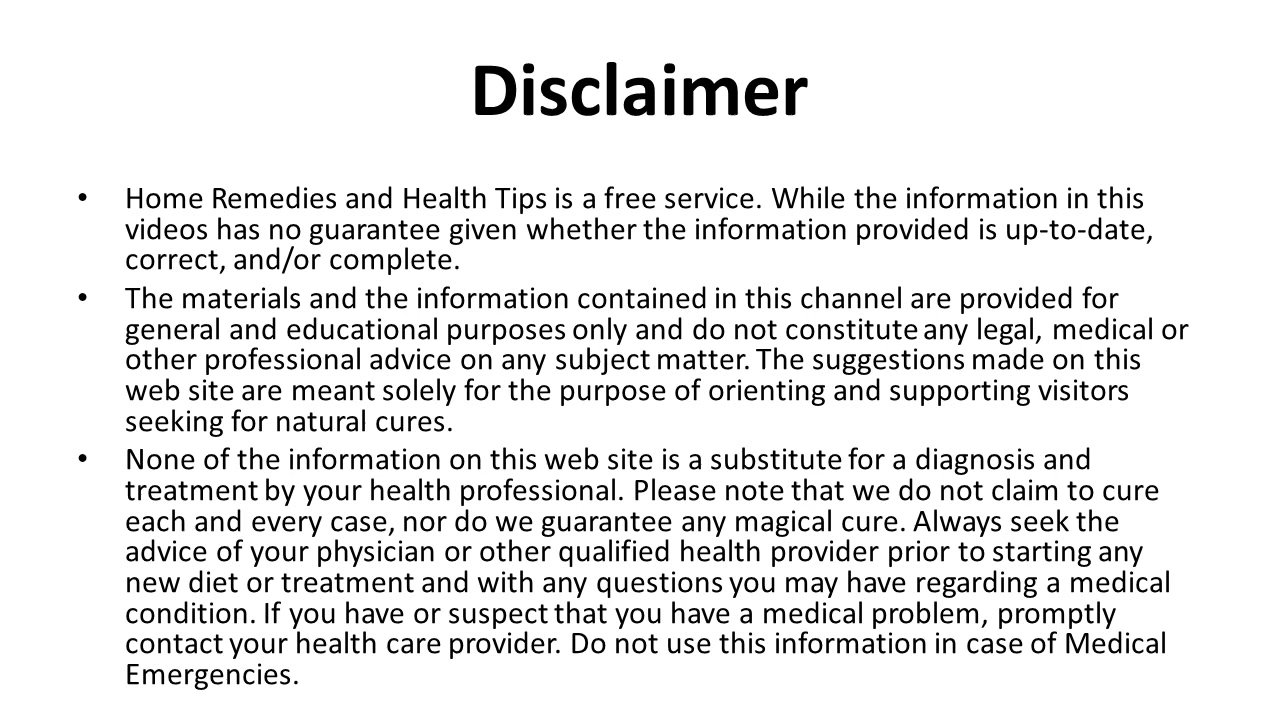 Disclaimer
• Home Remedies and Health Tips is a free service. While the information in this
videos has no guarantee given whether the information provided is up-to-date,
correct, and/or complete.
• The materials and the information contained in this channel are provided for
general and educational purposes only and do not constitute any legal, medical or
other professional advice on any subject matter. The suggestions made on this
web site are meant solely for the purpose of orienting and supporting visitors
seeking for natural cures.
• None of the information on this web site is a substitute for a diagnosis and
treatment by your health professional. Please note that we do not claim to cure
each and every case, nor do we guarantee any magical cure. Always seek the
advice of your physician or other qualified health provider prior to starting any
new diet or treatment and with any questions you may have regarding a medical
condition. If you have or suspect that you have a medical problem, promptly
contact your health care provider. Do not use this information in case of Medical
Emergencies.